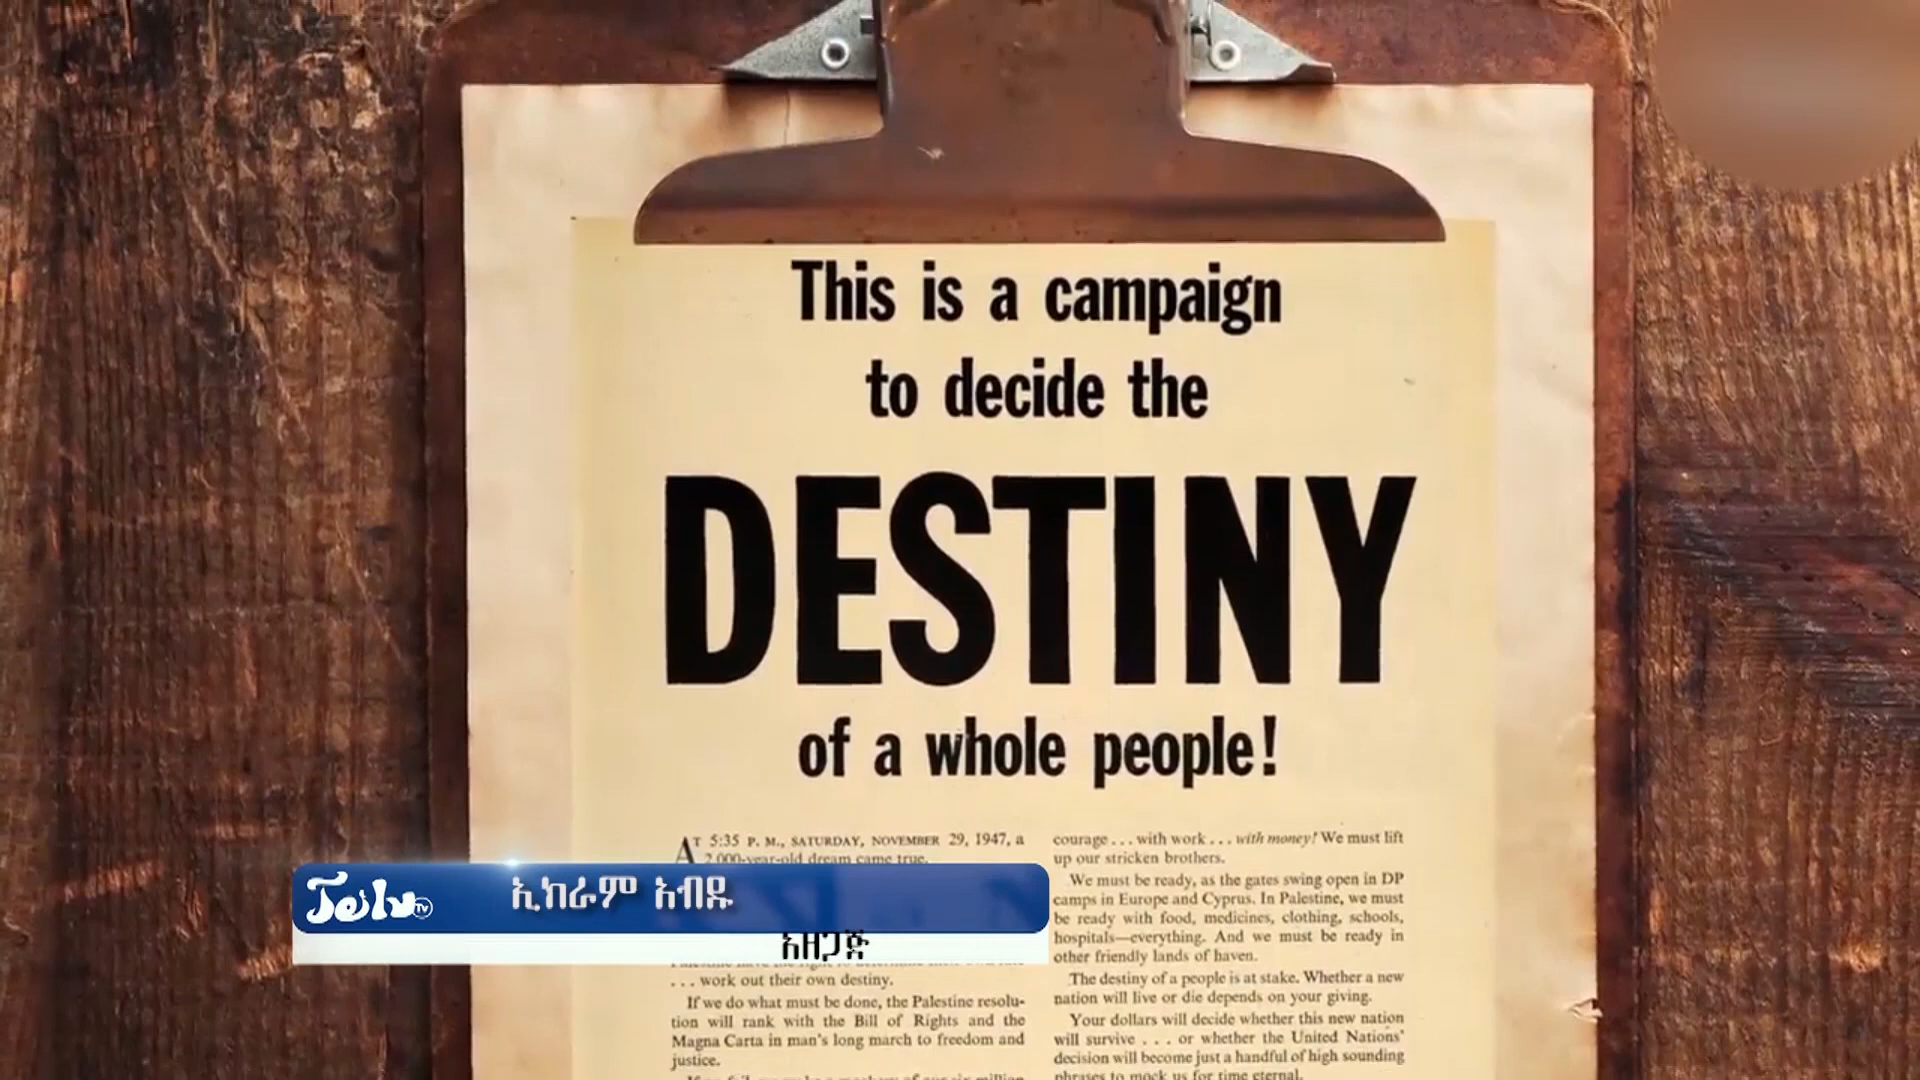 This is a campaign
to decide the
DESTINY
of a whole people!
AT 5:35 P. M., SATURDAY, NOVEMBER 29, 1947, a
2,000-year-old dream came true.
. . . work out their own destiny.
If we do what must be done, the Palestine resolu-
tion will rank with the Bill of Rights and the
Magna Carta in man's long march to freedom and
justice.
courage . . . with work . . . with money! We must lift
up our stricken brothers.
We must be ready, as the gates swing open in DP
camps in Europe and Cyprus. In Palestine, we must
be ready with food, medicines, clothing, schools,
hospitals—everything. And we must be ready in
other friendly lands of haven.
The destiny of a people is at stake. Whether a new
nation will live or die depends on your giving.
Your dollars will decide whether this new nation
will survive . . . or whether the United Nations'
decision will become just a handful of high sounding
phrases to mock us for time eternal.
ኢክራም አብዱ
አዘጋጅ